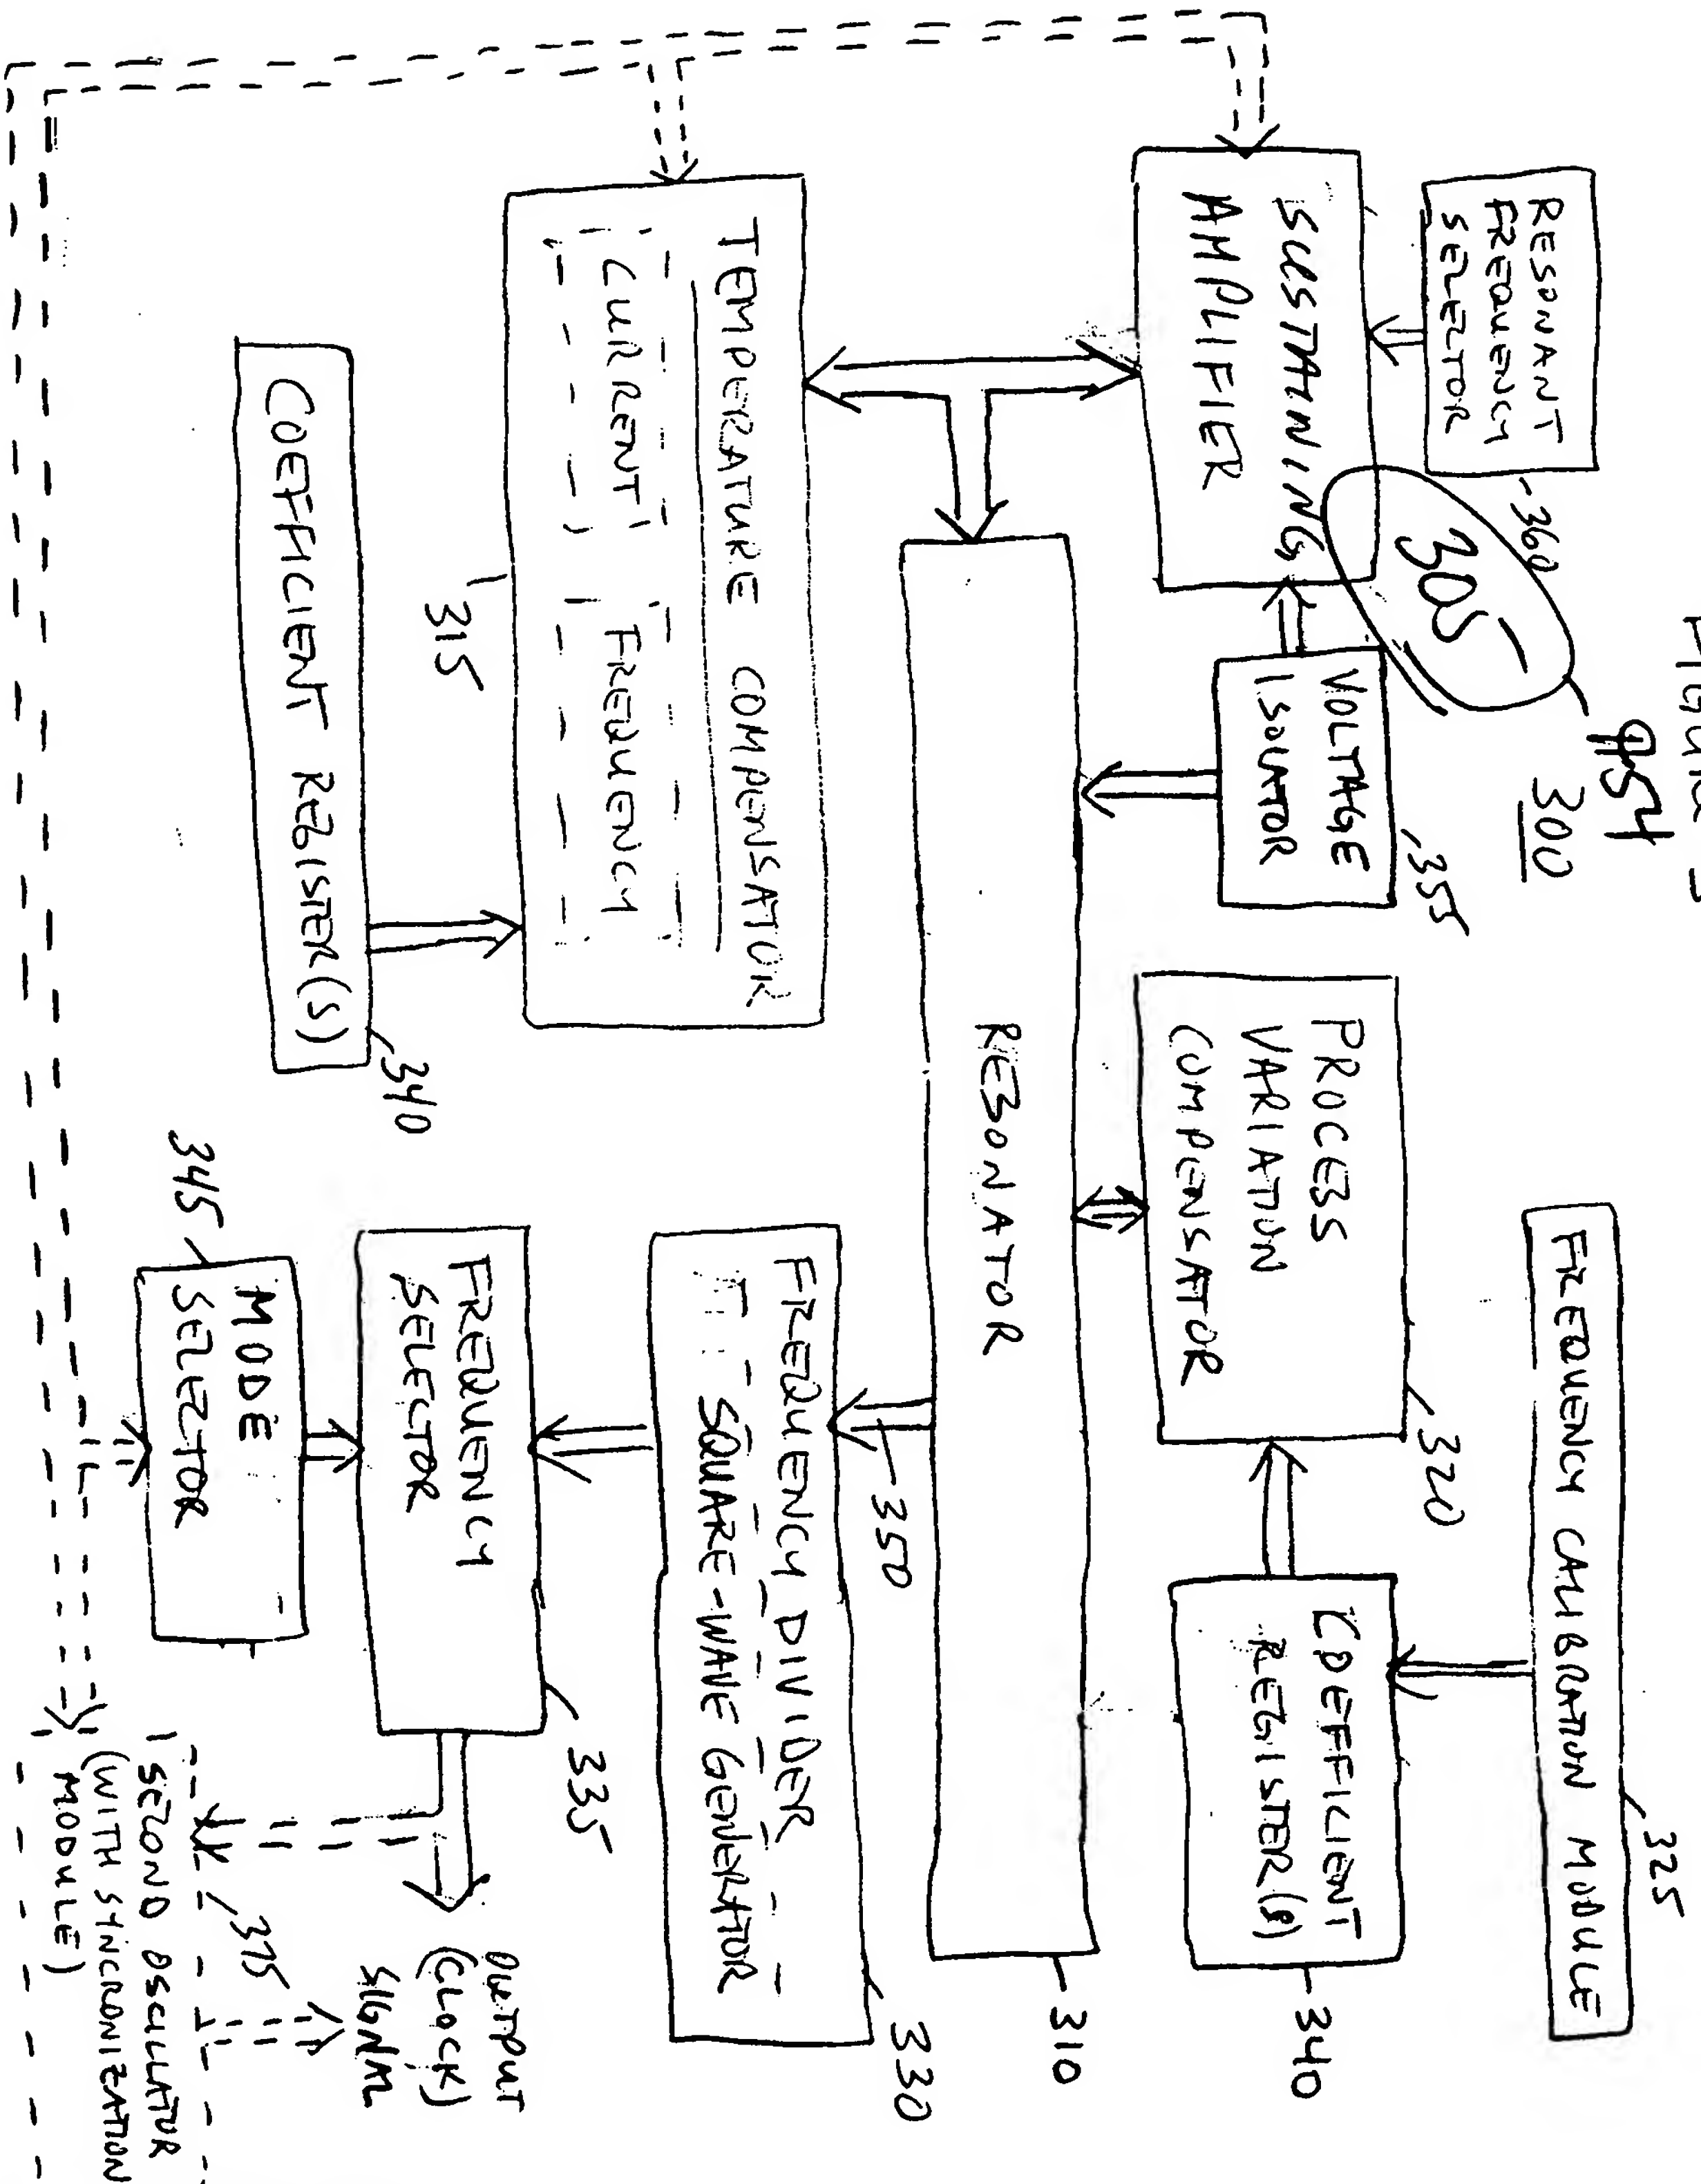 FIGURE 3
300
RESONANT
FREQUENCY
SELECTOR
360
305
SUSTAINING
AMPLIFIER
VOLTAGE
ISOLATOR
355
PROCESS
VARIATION
COMPENSATOR
320
FREQUENCY CALIBRATION MODULE
325
COEFFICIENT
REGISTER(S)
340
RESONATOR
310
TEMPERATURE COMPENSATOR
CURRENT
FREQUENCY
315
350
FREQUENCY DIVIDER
SQUARE-WAVE GENERATOR
330
COEFFICIENT REGISTER(S)
340
FREQUENCY
SELECTOR
335
OUTPUT
(CLOCK)
SIGNAL
345
MODE
SELECTOR
375
SECOND OSCILLATOR
(WITH SYNCRONIZATION
MODULE)